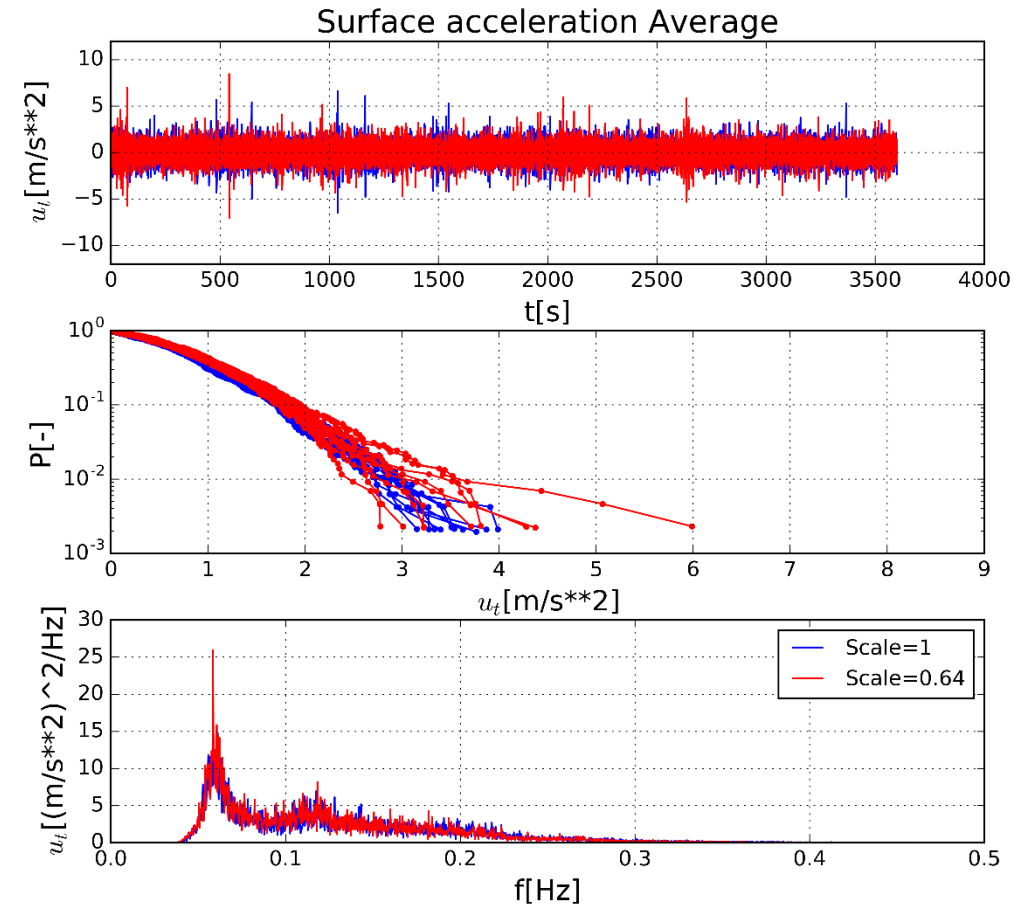 Surface acceleration Average
u_t[m/s**2]
10
5
0
−5
−10
0 500 1000 1500 2000 2500 3000 3500 4000
t[s]
P[-]
10^0
10^-1
10^-2
10^-3
0 1 2 3 4 5 6 7 8 9
u_t[m/s**2]
u_t[(m/s**2)^2/Hz]
30
25
20
15
10
5
0
Scale=1
Scale=0.64
0.0 0.1 0.2 0.3 0.4 0.5
f[Hz]